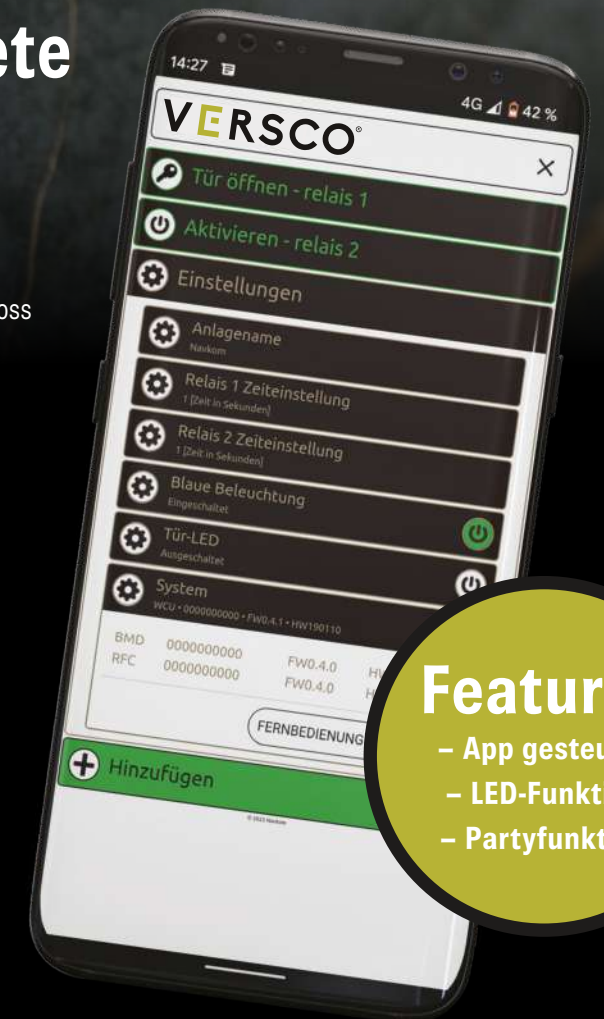 ete
oss
14:27
4G 42 %
VERSCO®
Tür öffnen - relais 1
Aktivieren - relais 2
Einstellungen
Anlagename
Navkom
Relais 1 Zeiteinstellung
1 [Zeit in Sekunden]
Relais 2 Zeiteinstellung
1 [Zeit in Sekunden]
Blaue Beleuchtung
Eingeschaltet
Tür-LED
Ausgeschaltet
System
WCU • 0000000000 • FW0.4.1 • HW190110
BMD 0000000000 FW0.4.0 H
RFC 0000000000 FW0.4.0 H
FERNBEDIENUNG
Hinzufügen
Featur
– App gesteu
– LED-Funkt
– Partyfunkt